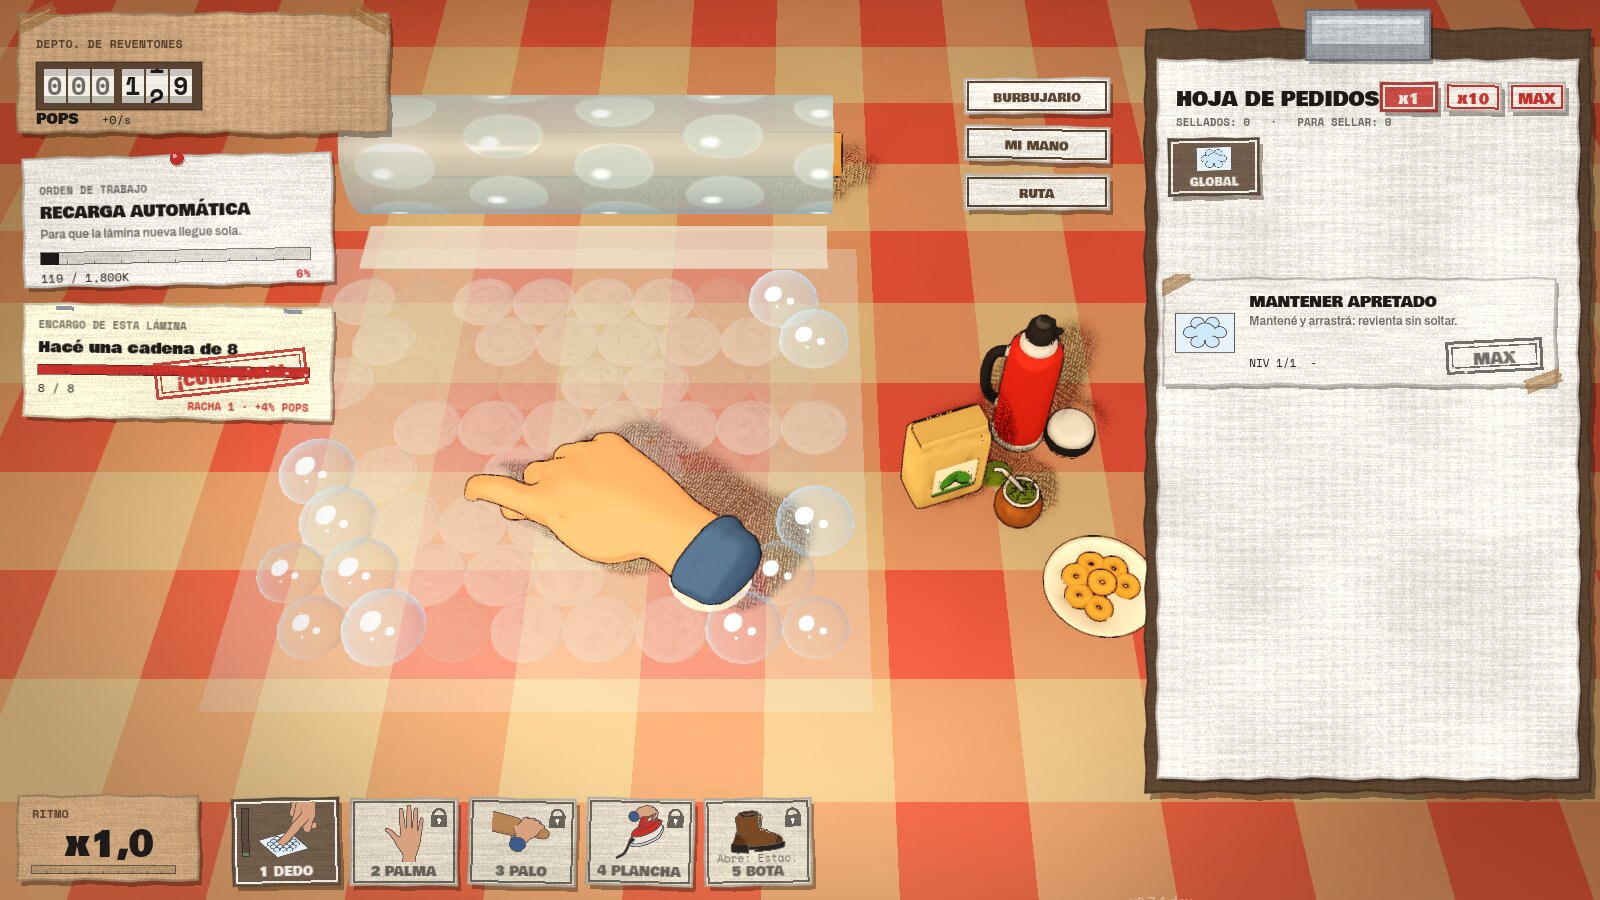 DEPTO. DE REVENTONES
POPS +0/s
ORDEN DE TRABAJO
RECARGA AUTOMÁTICA
Para que la lámina nueva llegue sola.
119 / 1.800K
6%
ENCARGO DE ESTA LÁMINA
Hacé una cadena de 8
8 / 8
RACHA 1 · +4% POPS
BURBUJARIO
MI MANO
RUTA
HOJA DE PEDIDOS
x1
x10
MAX
SELLADOS: 0 · PARA SELLAR: 0
GLOBAL
MANTENER APRETADO
Mantené y arrastrá: revienta sin soltar.
NIV 1/1 -
MAX
RITMO
x1,0
1 DEDO
2 PALMA
3 PALO
4 PLANCHA
Abre: Estac.
5 BOTA